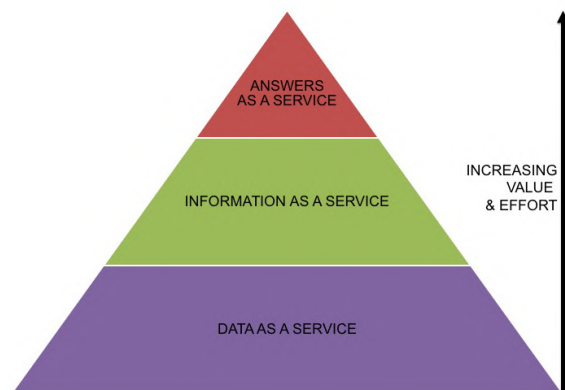 ANSWERS
AS A SERVICE
INCREASING
VALUE
& EFFORT
INFORMATION AS A SERVICE
DATA AS A SERVICE